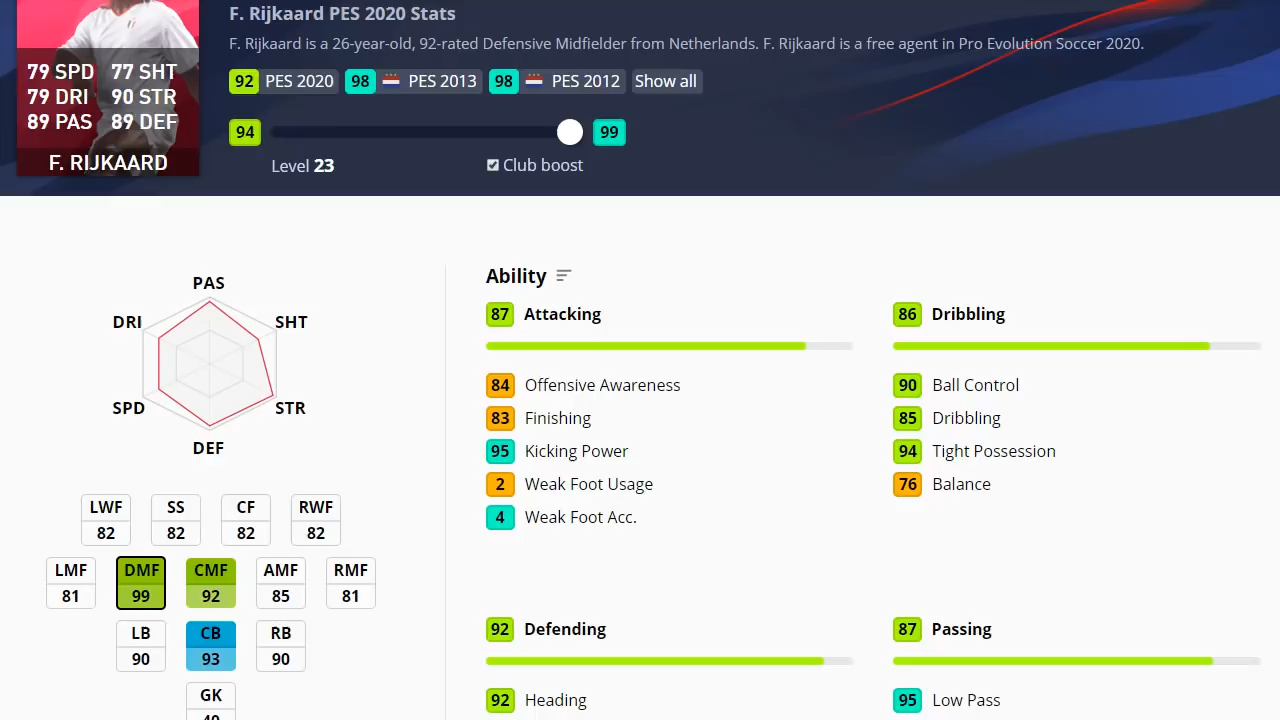 F. Rijkaard PES 2020 Stats
F. Rijkaard is a 26-year-old, 92-rated Defensive Midfielder from Netherlands. F. Rijkaard is a free agent in Pro Evolution Soccer 2020.
79 SPD 77 SHT
79 DRI 90 STR
89 PAS 89 DEF
F. RIJKAARD
92 PES 2020 98 PES 2013 98 PES 2012 Show all
94 99
Level 23 Club boost
PAS
DRI SHT
SPD STR
DEF
LWF SS CF RWF
82 82 82 82
LMF DMF CMF AMF RMF
81 99 92 85 81
LB CB RB
90 93 90
GK
40
Ability
87 Attacking
84 Offensive Awareness
83 Finishing
95 Kicking Power
2 Weak Foot Usage
4 Weak Foot Acc.
86 Dribbling
90 Ball Control
85 Dribbling
94 Tight Possession
76 Balance
92 Defending
92 Heading
87 Passing
95 Low Pass